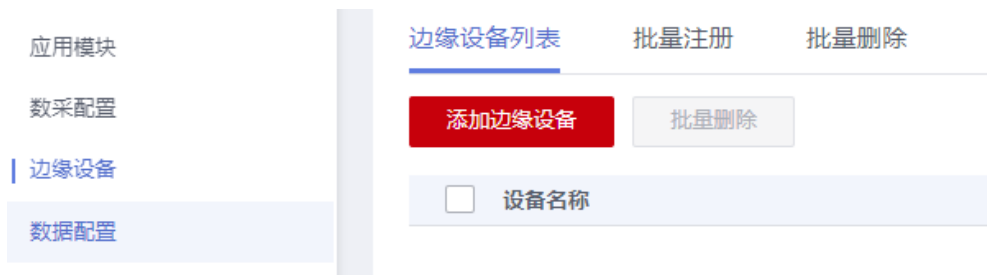 应用模块
数采配置
边缘设备
数据配置
边缘设备列表 批量注册 批量删除
添加边缘设备 批量删除
设备名称